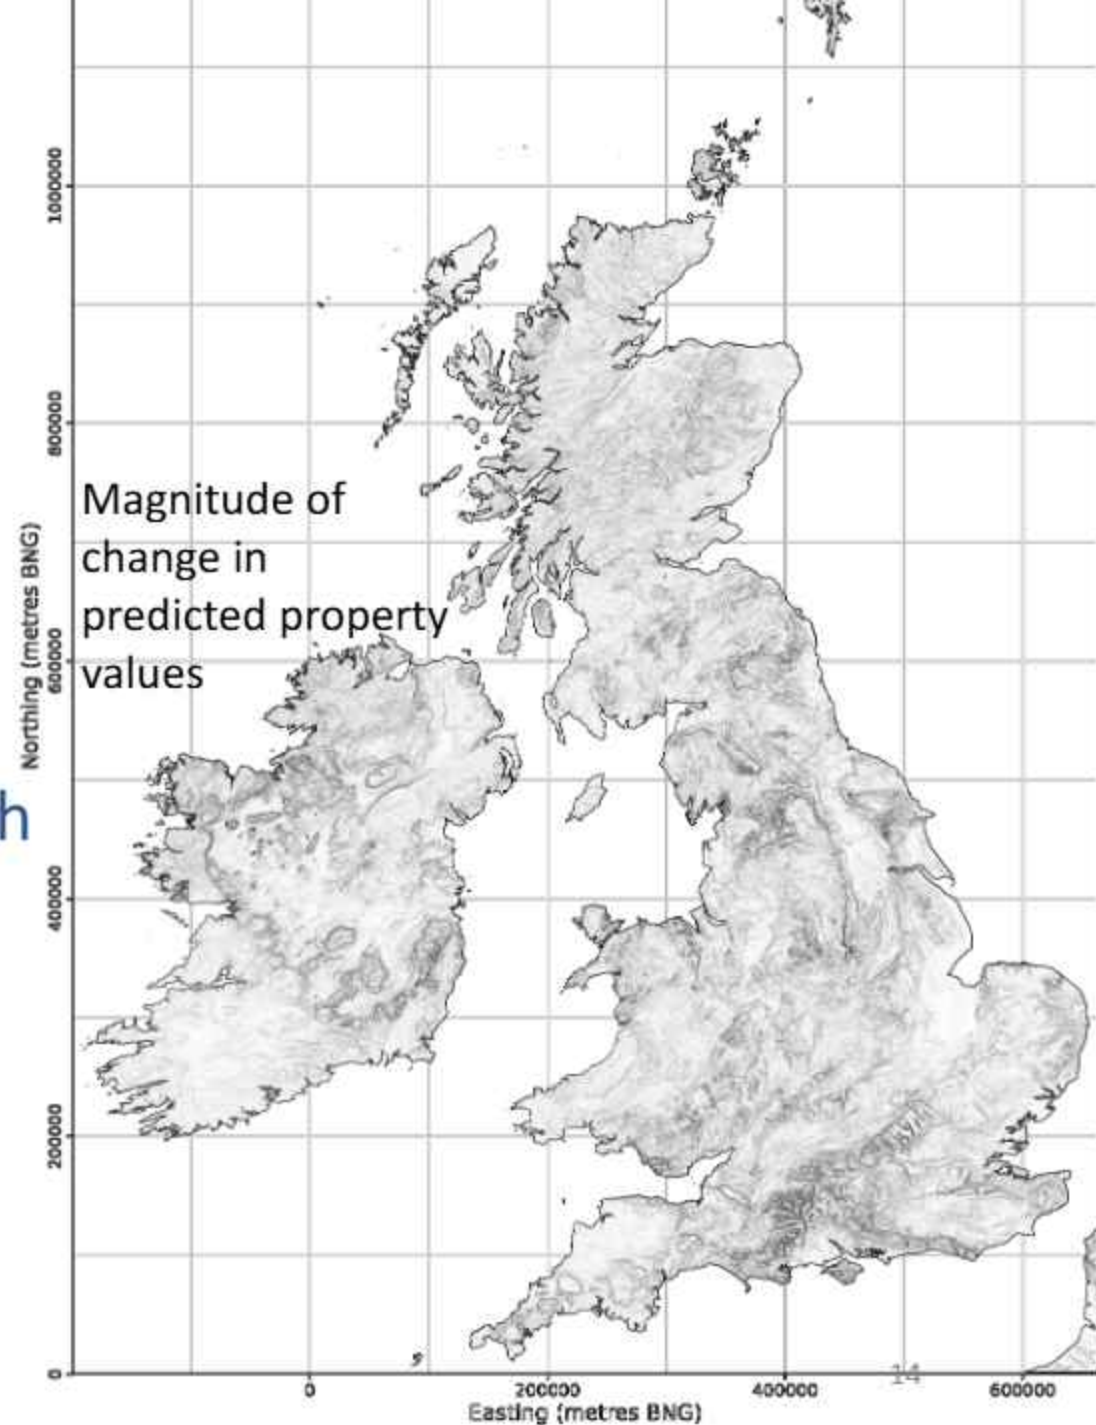 1000000
800000
Magnitude of
change in
predicted property
values
600000
Northing (metres BNG)
h
400000
200000
0
0
200000
400000
14
600000
Easting (metres BNG)